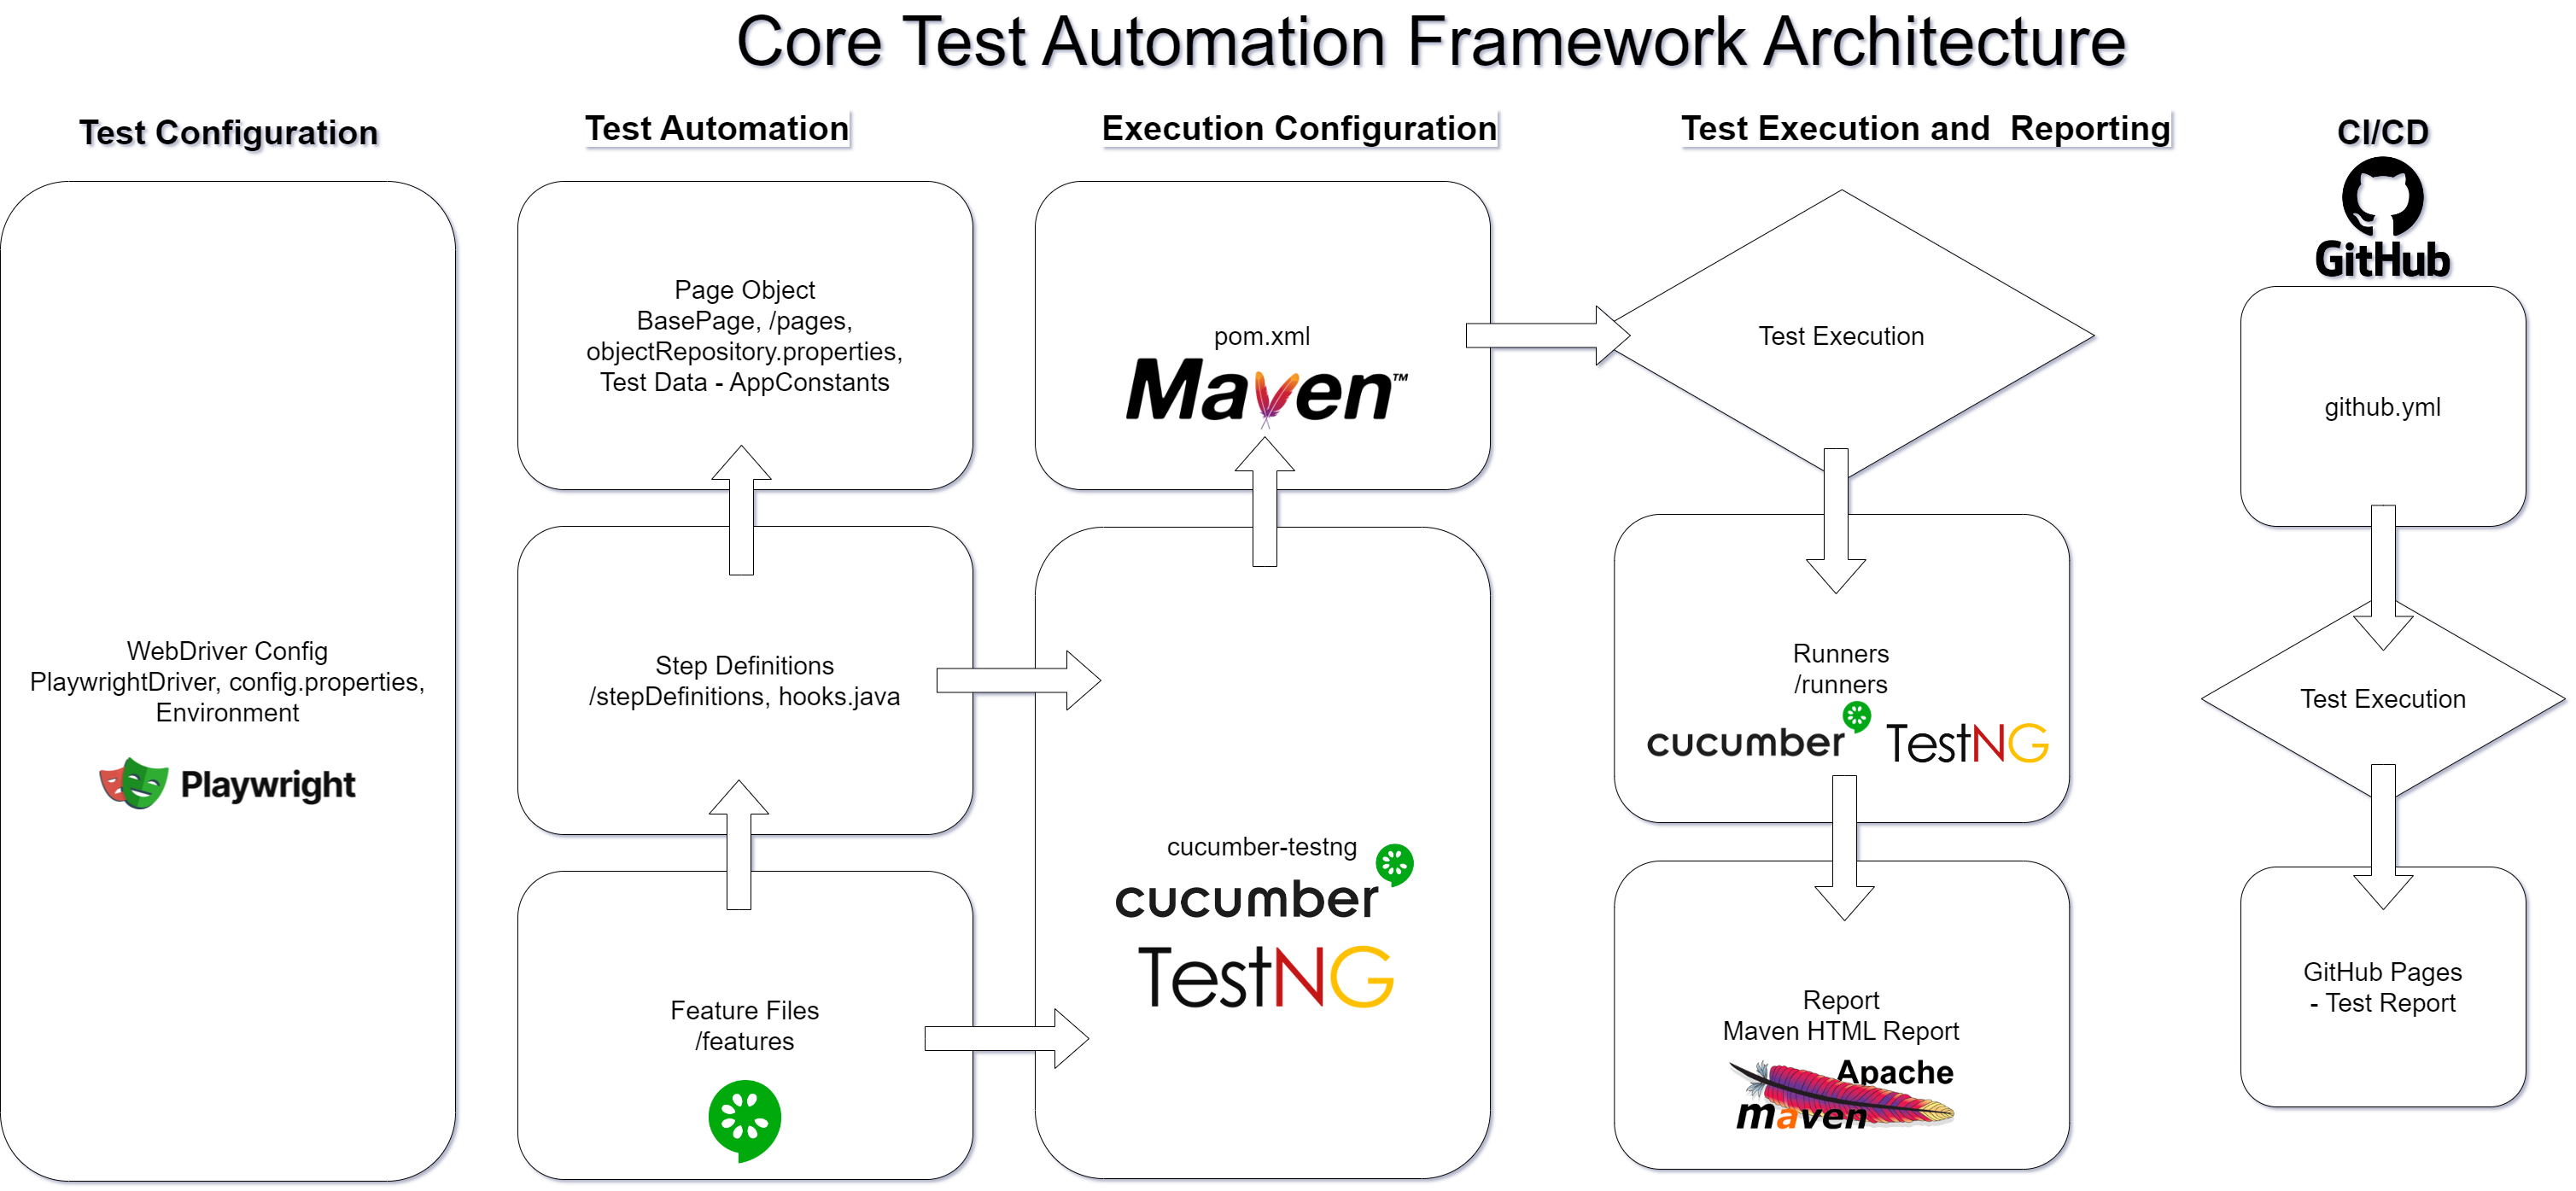 Core Test Automation Framework Architecture
Test Configuration
WebDriver Config
PlaywrightDriver, config.properties,
Environment
Playwright
Test Automation
Page Object
BasePage, /pages,
objectRepository.properties,
Test Data - AppConstants
Step Definitions
/stepDefinitions, hooks.java
Feature Files
/features
Execution Configuration
pom.xml
Maven™
cucumber-testng
cucumber
TestNG
Test Execution and  Reporting
Test Execution
Runners
/runners
cucumber
TestNG
Report
Maven HTML Report
Apache
maven
CI/CD
GitHub
github.yml
Test Execution
GitHub Pages
- Test Report